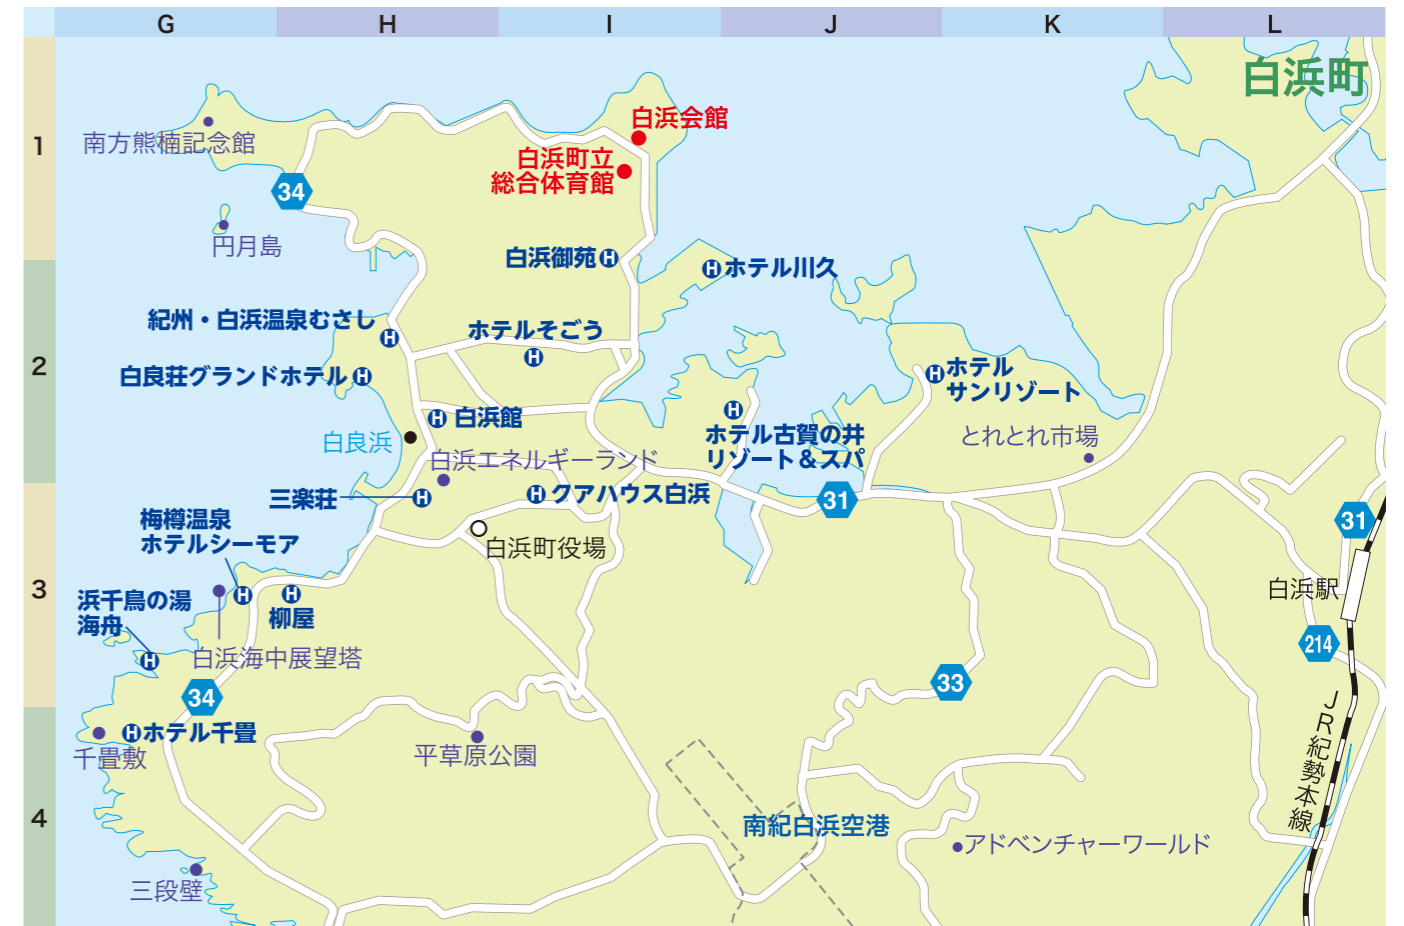 G H I J K L
1
2
3
4
白浜町
白浜会館
白浜町立
総合体育館
南方熊楠記念館
34
円月島
白浜御苑
H
H
ホテル川久
紀州・白浜温泉むさし
H
ホテルそごう
H
白良荘グランドホテル
H
H
ホテル
サンリゾート
H
白浜館
H
ホテル古賀の井
リゾート&スパ
とれとれ市場
白良浜
白浜エネルギーランド
三楽荘
H
H
クアハウス白浜
31
31
梅樽温泉
ホテルシーモア
H
白浜町役場
浜千鳥の湯
海舟
H
H
柳屋
白浜駅
214
白浜海中展望塔
34
33
H
ホテル千畳
千畳敷
平草原公園
JR紀勢本線
南紀白浜空港
アドベンチャーワールド
三段壁